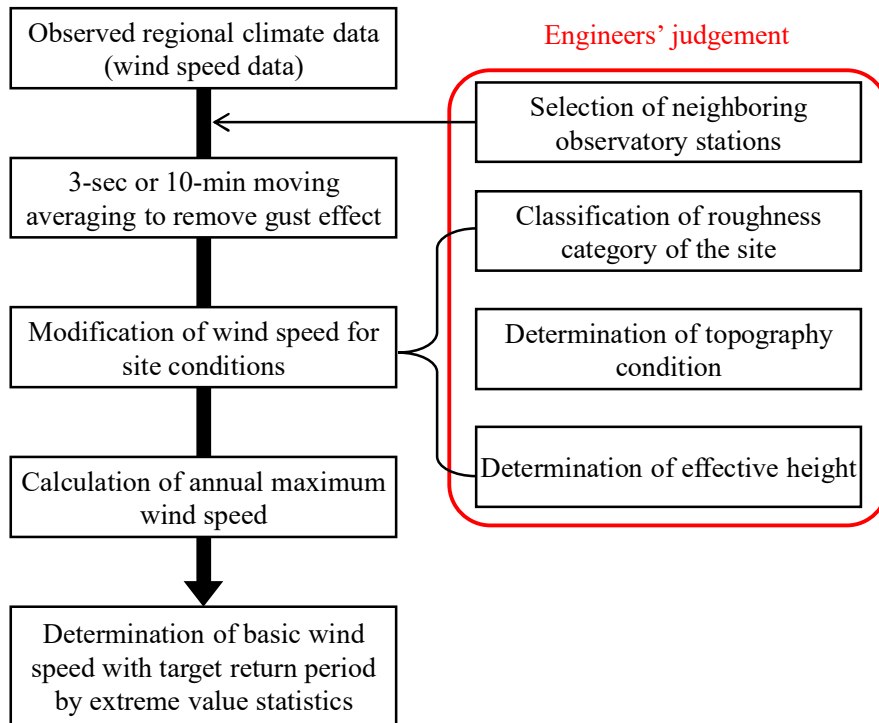 Observed regional climate data
(wind speed data)
3-sec or 10-min moving
averaging to remove gust effect
Modification of wind speed for
site conditions
Calculation of annual maximum
wind speed
Determination of basic wind
speed with target return period
by extreme value statistics
Engineers’ judgement
Selection of neighboring
observatory stations
Classification of roughness
category of the site
Determination of topography
condition
Determination of effective height